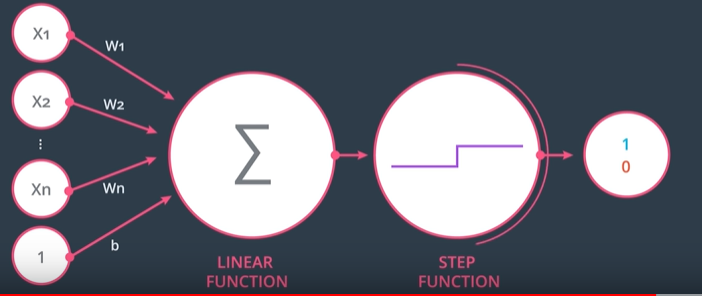 X1
W1
X2
W2
⋮
Xn
Wn
1
b
∑
LINEAR
FUNCTION
STEP
FUNCTION
1
0